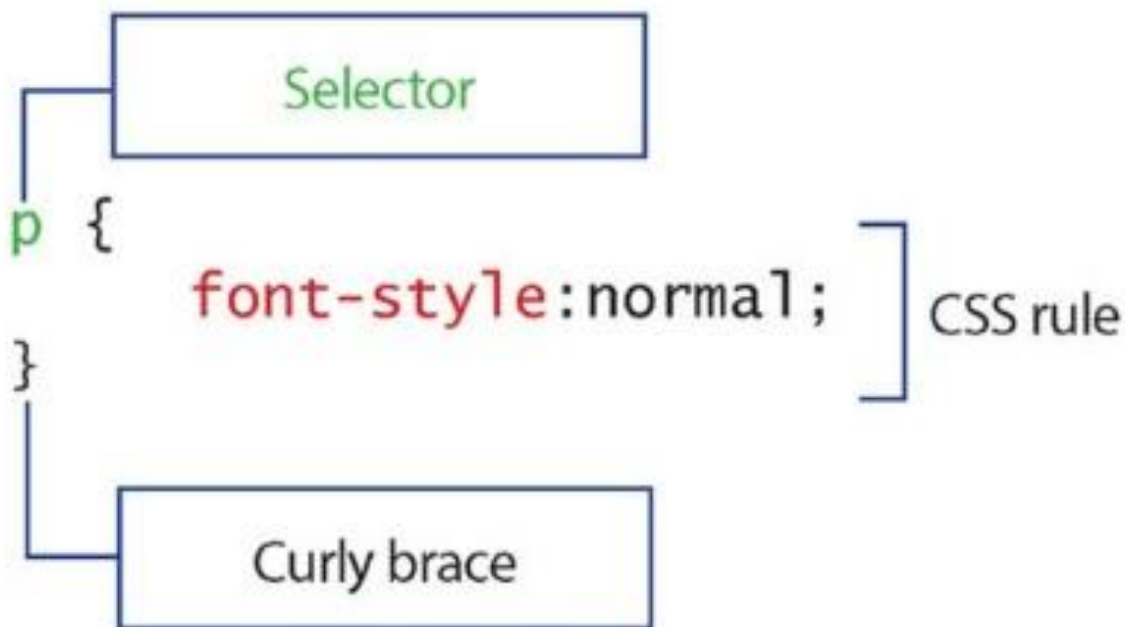 Selector
p {
font-style:normal;
CSS rule
}
Curly brace